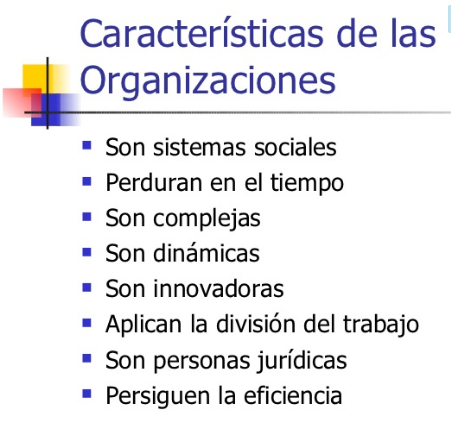 Características de las
Organizaciones
Son sistemas sociales
Perduran en el tiempo
Son complejas
Son dinámicas
Son innovadoras
Aplican la división del trabajo
Son personas jurídicas
Persiguen la eficiencia